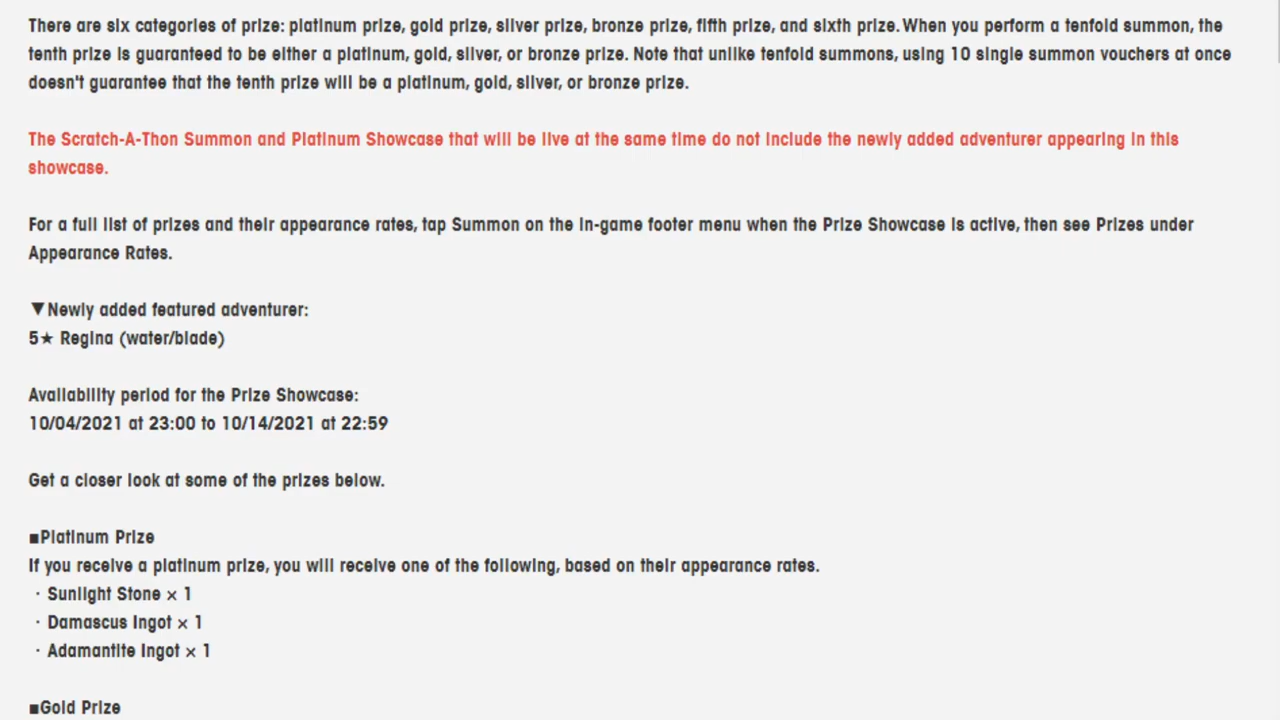 There are six categories of prize: platinum prize, gold prize, silver prize, bronze prize, fifth prize, and sixth prize. When you perform a tenfold summon, the
tenth prize is guaranteed to be either a platinum, gold, silver, or bronze prize. Note that unlike tenfold summons, using 10 single summon vouchers at once
doesn't guarantee that the tenth prize will be a platinum, gold, silver, or bronze prize.
The Scratch-A-Thon Summon and Platinum Showcase that will be live at the same time do not include the newly added adventurer appearing in this
showcase.
For a full list of prizes and their appearance rates, tap Summon on the in-game footer menu when the Prize Showcase is active, then see Prizes under
Appearance Rates.
▼Newly added featured adventurer:
5★ Regina (water/blade)
Availability period for the Prize Showcase:
10/04/2021 at 23:00 to 10/14/2021 at 22:59
Get a closer look at some of the prizes below.
■Platinum Prize
If you receive a platinum prize, you will receive one of the following, based on their appearance rates.
・Sunlight Stone × 1
・Damascus Ingot × 1
・Adamantite Ingot × 1
■Gold Prize